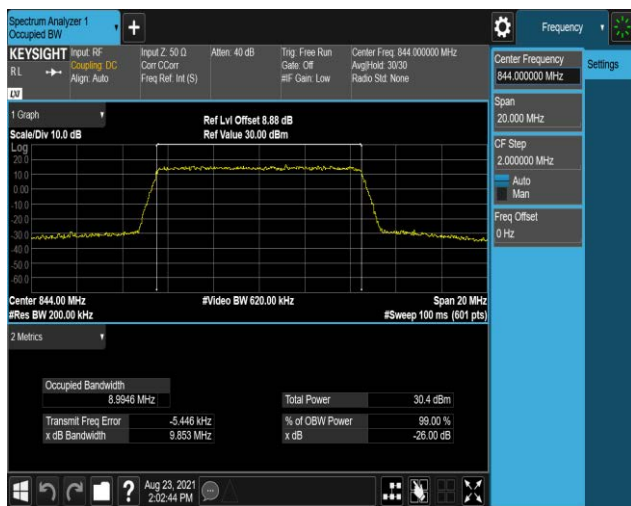 Spectrum Analyzer 1
Occupied BW
+
Frequency
KEYSIGHT
RL
LXI
Input: RF
Coupling: DC
Align: Auto
Input Z: 50 Ω
Corr CCorr
Freq Ref: Int (S)
Atten: 40 dB
Trig: Free Run
Gate: Off
#IF Gain: Low
Center Freq: 844.000000 MHz
Avg|Hold: 30/30
Radio Std: None
Center Frequency
844.000000 MHz
Settings
Span
20.000 MHz
CF Step
2.000000 MHz
Auto
Man
Freq Offset
0 Hz
1 Graph
Scale/Div 10.0 dB
Ref Lvl Offset 8.88 dB
Ref Value 30.00 dBm
Log
20.0
10.0
0.00
-10.0
-20.0
-30.0
-40.0
-50.0
-60.0
Center 844.00 MHz
#Res BW 200.00 kHz
#Video BW 620.00 kHz
Span 20 MHz
#Sweep 100 ms (601 pts)
2 Metrics
Occupied Bandwidth
8.9946 MHz
Total Power 30.4 dBm
Transmit Freq Error -5.446 kHz
% of OBW Power 99.00 %
x dB Bandwidth 9.853 MHz
x dB -26.00 dB
?
Aug 23, 2021
2:02:44 PM